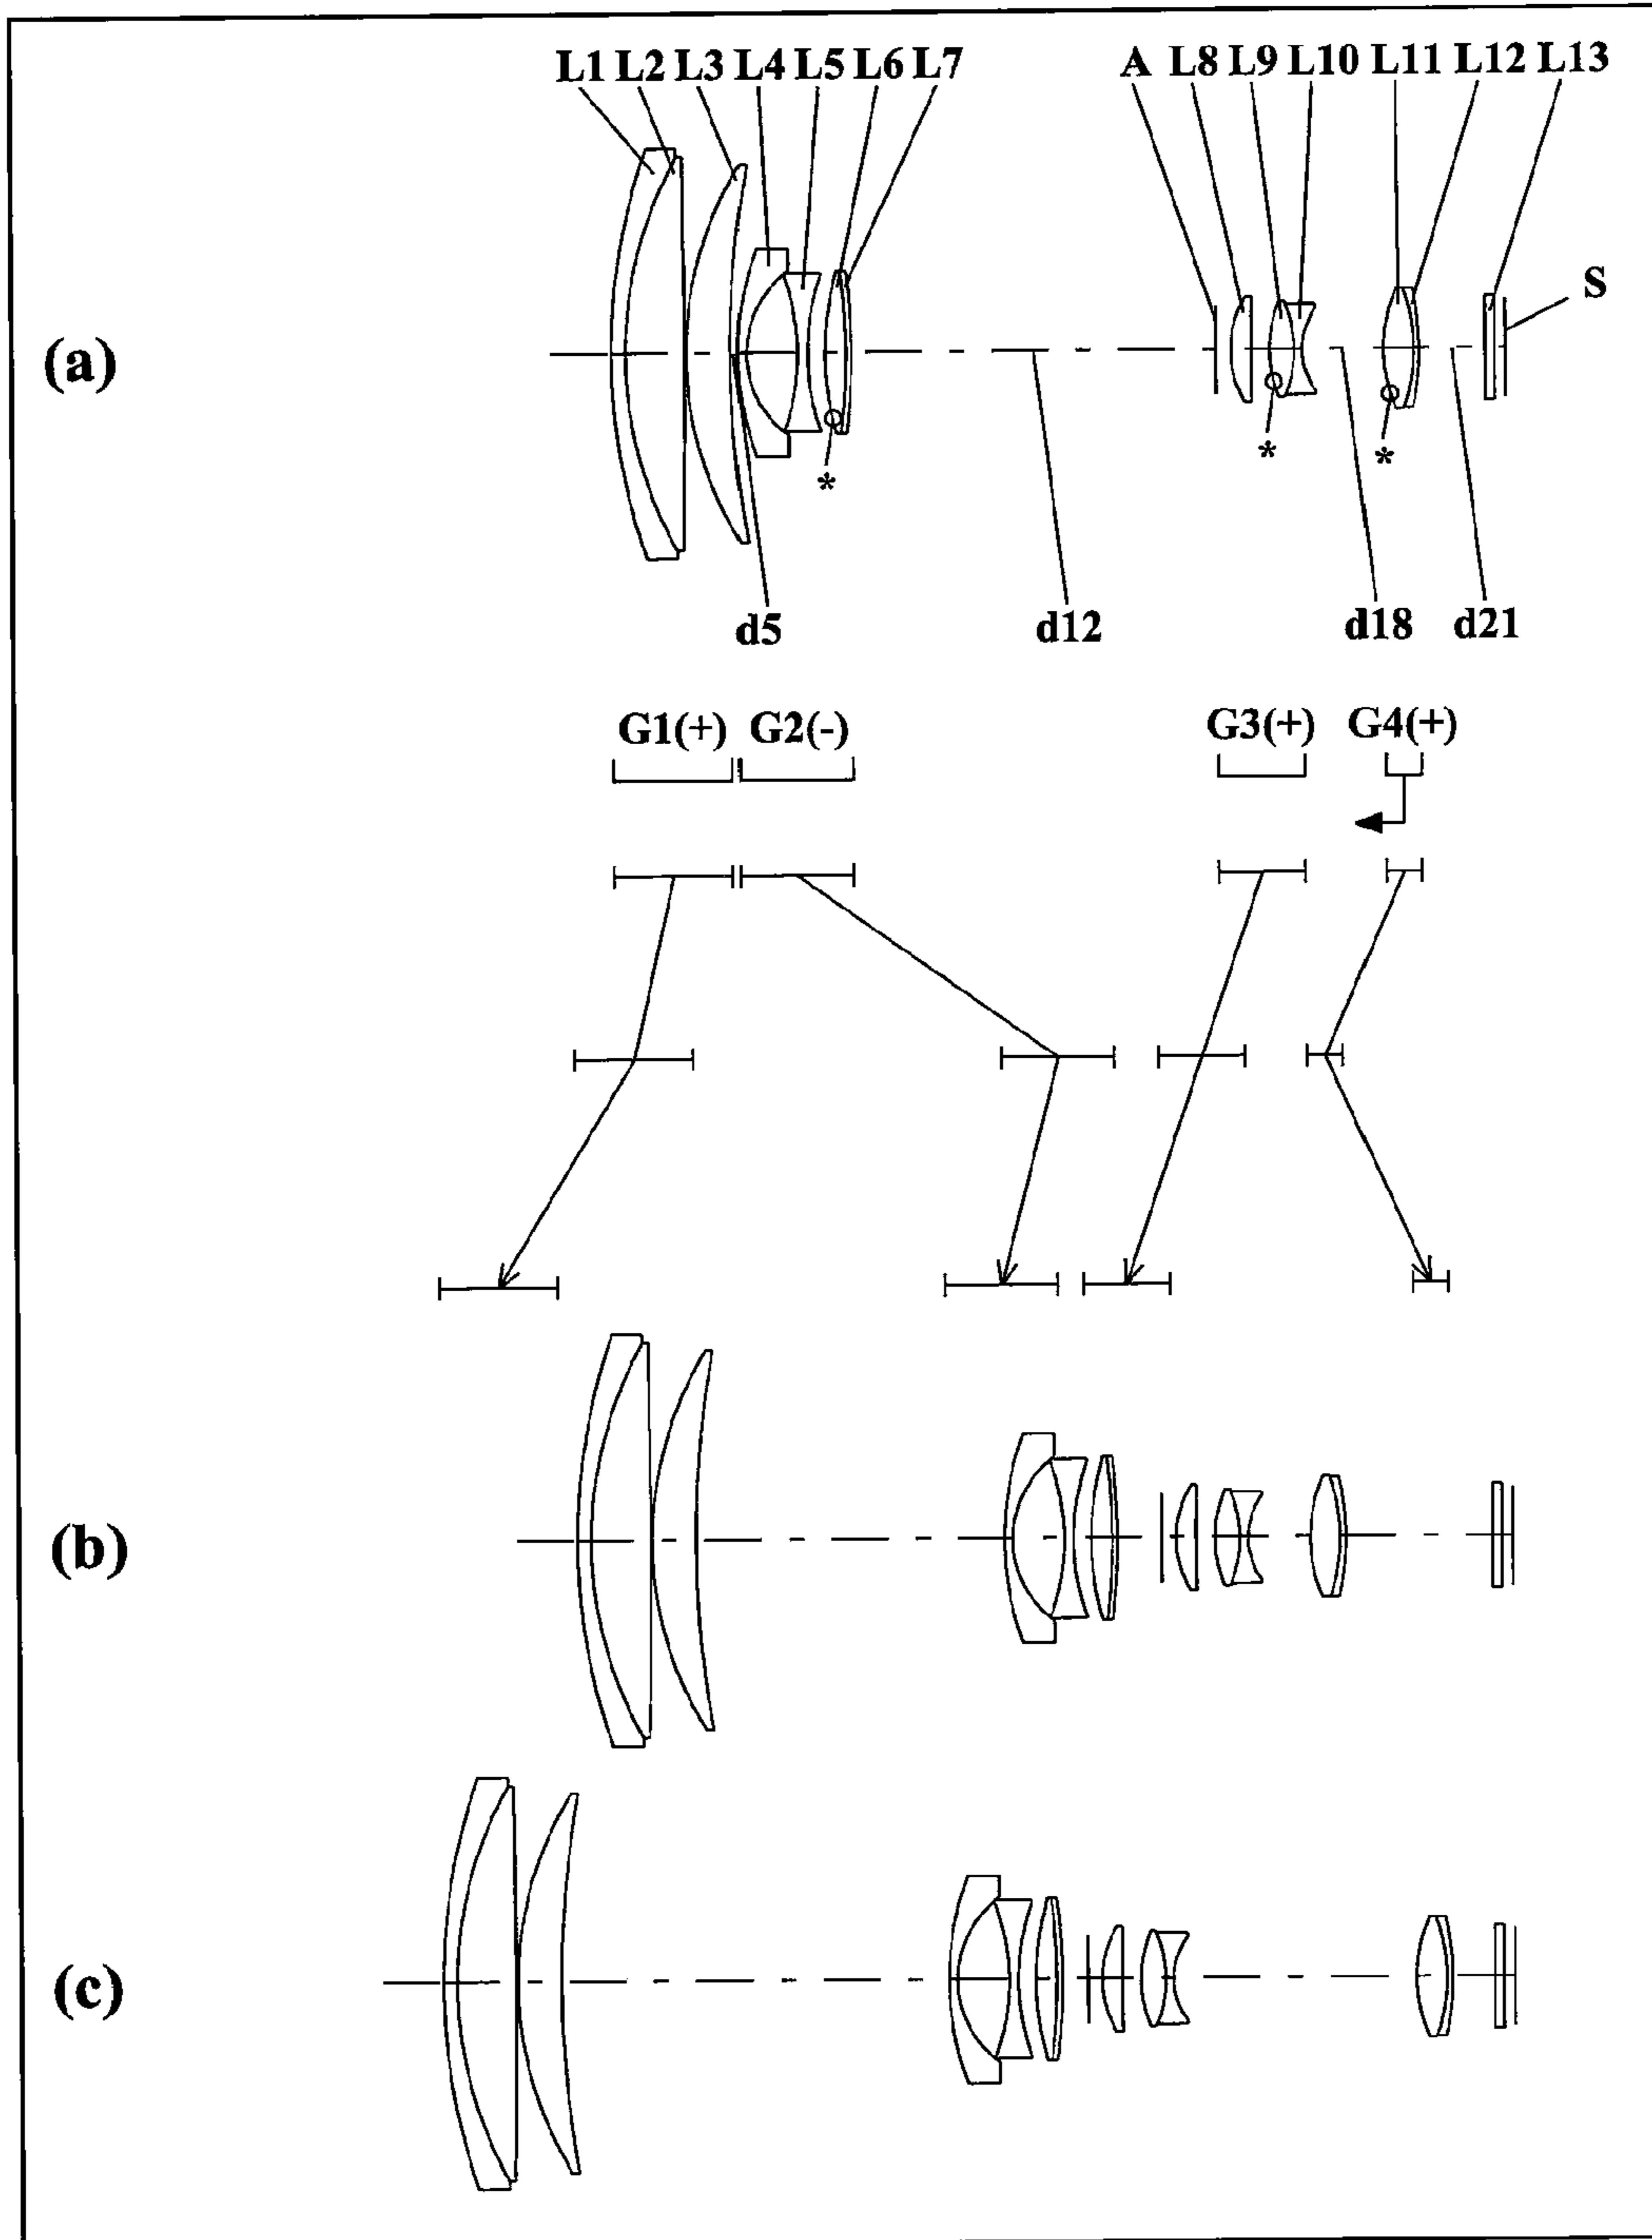 L1 L2 L3 L4 L5 L6 L7 A L8 L9 L10 L11 L12 L13
S
(a)
* * *
d5 d12 d18 d21
G1(+) G2(-) G3(+) G4(+)
(b)
(c)